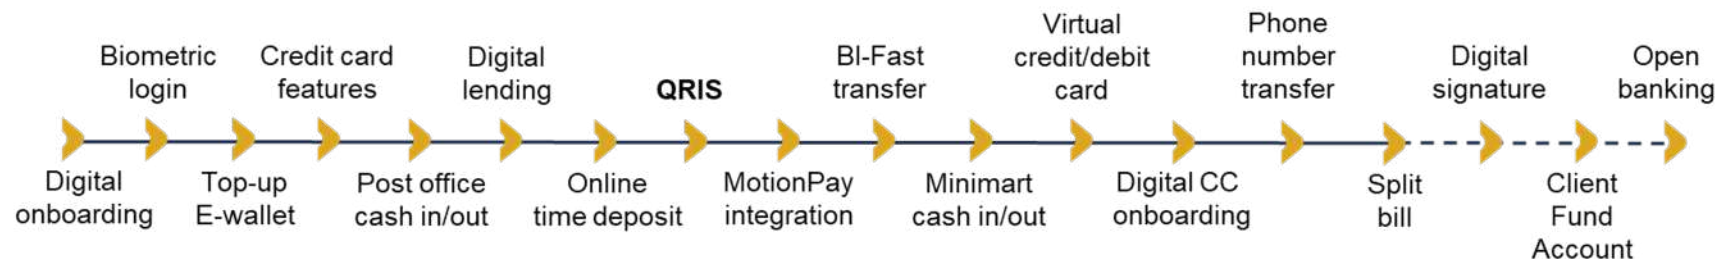 Biometric
login
Credit card
features
Digital
lending
QRIS
BI-Fast
transfer
Virtual
credit/debit
card
Phone
number
transfer
Digital
signature
Open
banking
Digital
onboarding
Top-up
E-wallet
Post office
cash in/out
Online
time deposit
MotionPay
integration
Minimart
cash in/out
Digital CC
onboarding
Split
bill
Client
Fund
Account